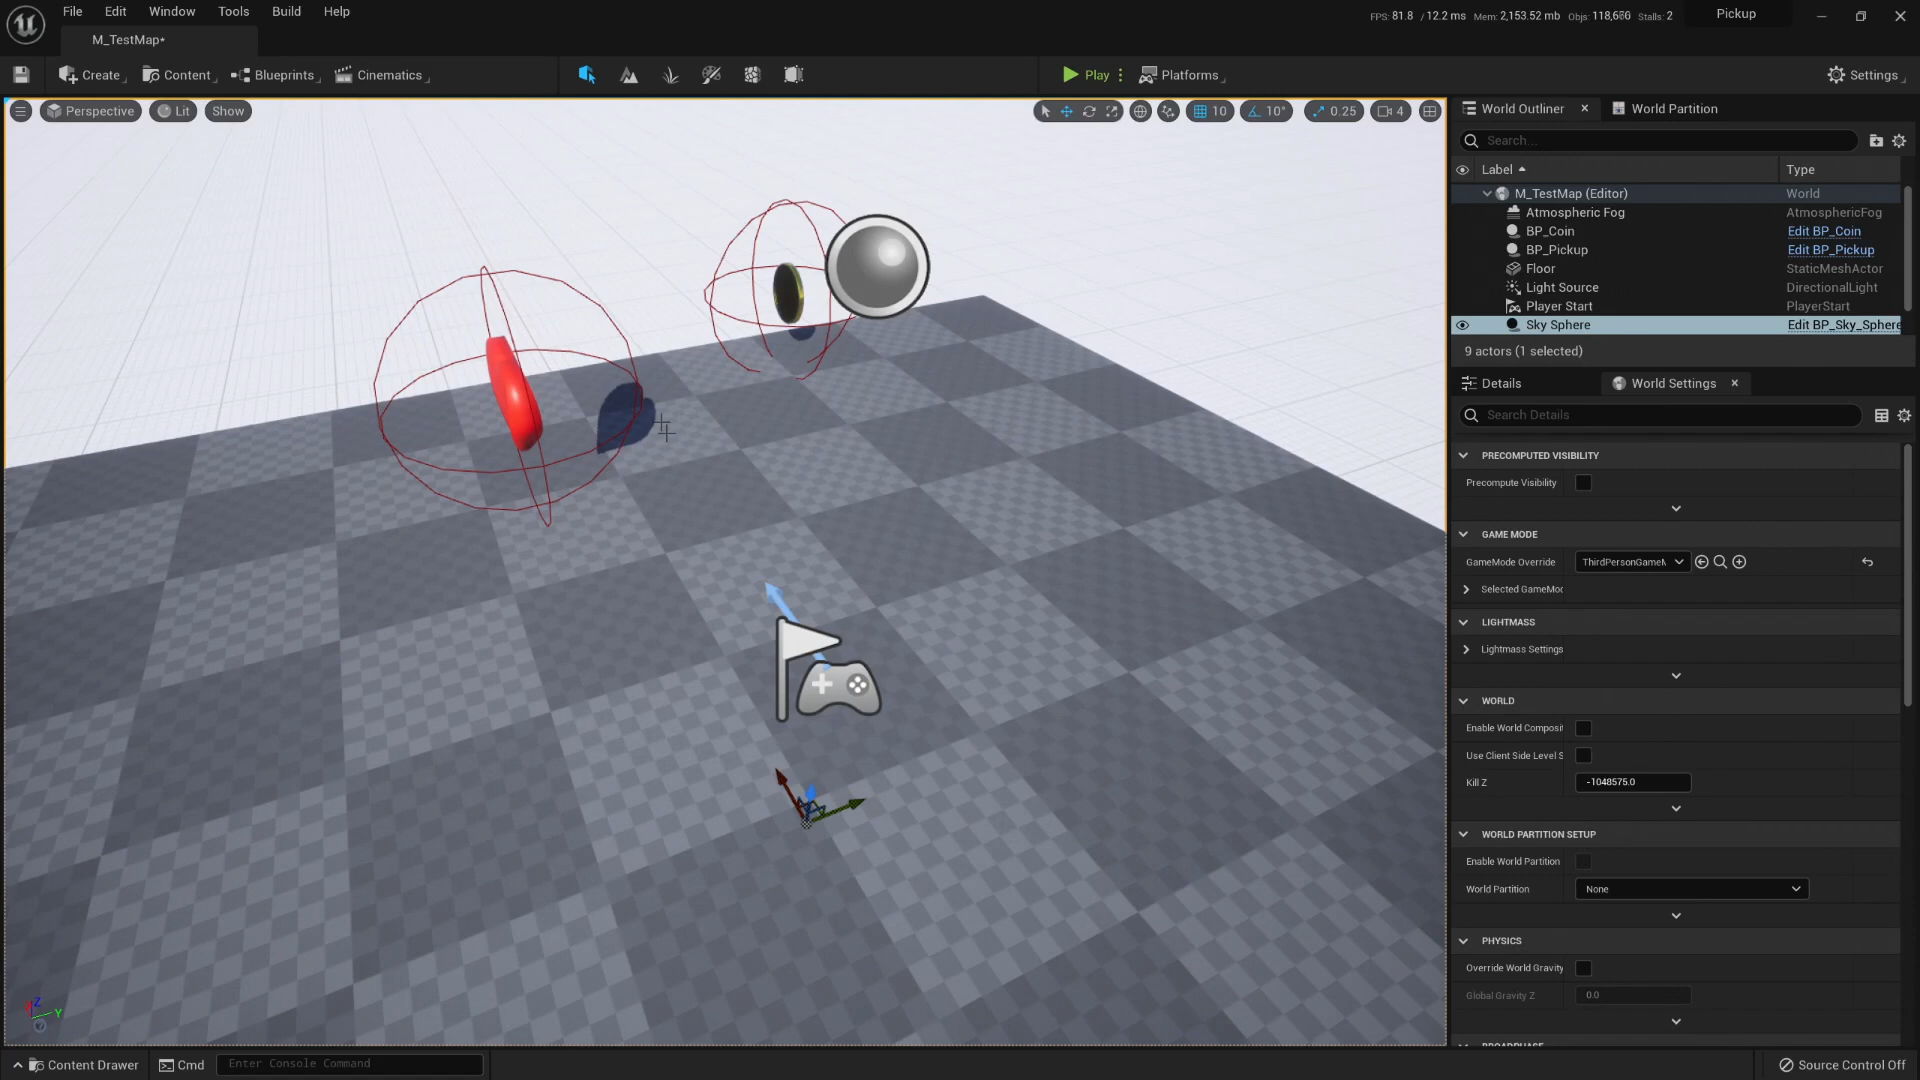 File Edit Window Tools Build Help
FPS: 81.8 / 12.2 ms Mem: 2,153.52 mb Objs: Stalls: 2
Pickup
M_TestMap*
Create Content Blueprints Cinematics
Play Platforms Settings
Perspective Lit Show
10 10° 0.25 4
World Outliner World Partition
Search...
Label Type
M_TestMap (Editor) World
Atmospheric Fog AtmosphericFog
BP_Coin Edit BP_Coin
BP_Pickup Edit BP_Pickup
Floor StaticMeshActor
Light Source DirectionalLight
Player Start PlayerStart
Sky Sphere Edit BP_Sky_Sphere
9 actors (1 selected)
Details World Settings
Search Details
PRECOMPUTED VISIBILITY
Precompute Visibility
GAME MODE
GameMode Override ThirdPersonGameM
Selected GameMod
LIGHTMASS
Lightmass Settings
WORLD
Enable World Composit
Use Client Side Level S
Kill Z -1048575.0
WORLD PARTITION SETUP
Enable World Partition
World Partition None
PHYSICS
Override World Gravity
Global Gravity Z 0.0
BROADPHASE
Z
Y
Content Drawer Cmd Enter Console Command
Source Control Off